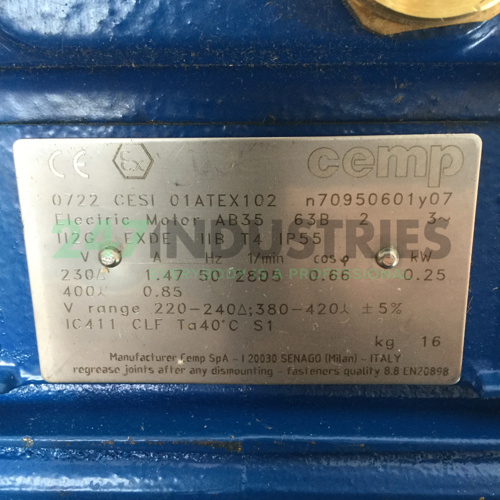 CE Ex cemp
0722 CESI 01ATEX102 n70950601y07
Electric Motor AB35 63B 2 3~
II2G EXDE IIB T4 IP55
V A Hz 1/min cosφ kW
230Δ 1.47 50 2805 0.66 0.25
400⅄ 0.85
V range 220-240Δ;380-420⅄ ±5%
IC411 CLF Ta40°C S1
kg 16
Manufacturer Cemp SpA - I 20030 SENAGO (Milan) - ITALY
regrease joints after any dismounting - fasteners quality 8.8 EN20898
247 INDUSTRIES